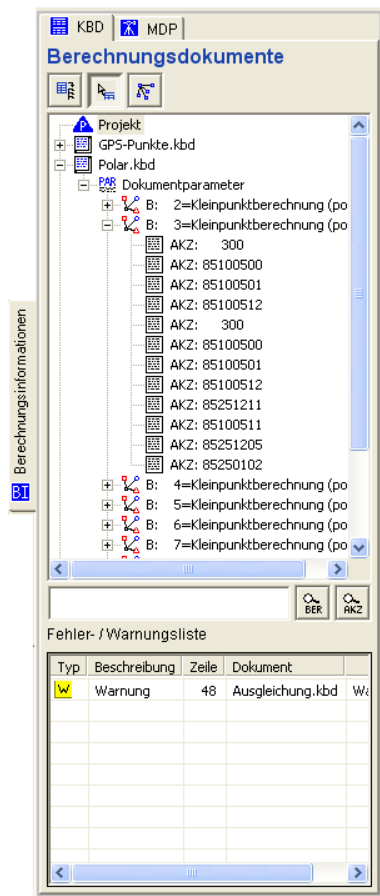 KBD MDP
Berechnungsdokumente
P Projekt
GPS-Punkte.kbd
Polar.kbd
PAR Dokumentparameter
B: 2=Kleinpunktberechnung (po
B: 3=Kleinpunktberechnung (po
AKZ: 300
AKZ: 85100500
AKZ: 85100501
AKZ: 85100512
AKZ: 300
AKZ: 85100500
AKZ: 85100501
AKZ: 85100512
AKZ: 85251211
AKZ: 85100511
AKZ: 85251205
AKZ: 85250102
B: 4=Kleinpunktberechnung (po
B: 5=Kleinpunktberechnung (po
B: 6=Kleinpunktberechnung (po
B: 7=Kleinpunktberechnung (po
BI Berechnungsinformationen
BER AKZ
Fehler- / Warnungsliste
Typ Beschreibung Zeile Dokument
W Warnung 48 Ausgleichung.kbd Wa